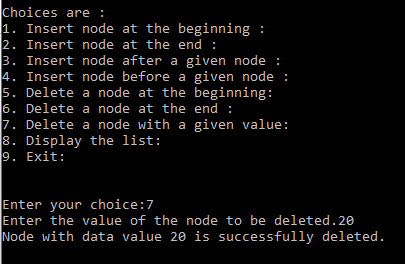 Choices are :
1. Insert node at the beginning :
2. Insert node at the end :
3. Insert node after a given node :
4. Insert node before a given node :
5. Delete a node at the beginning:
6. Delete a node at the end :
7. Delete a node with a given value:
8. Display the list:
9. Exit:
Enter your choice:7
Enter the value of the node to be deleted.20
Node with data value 20 is successfully deleted.